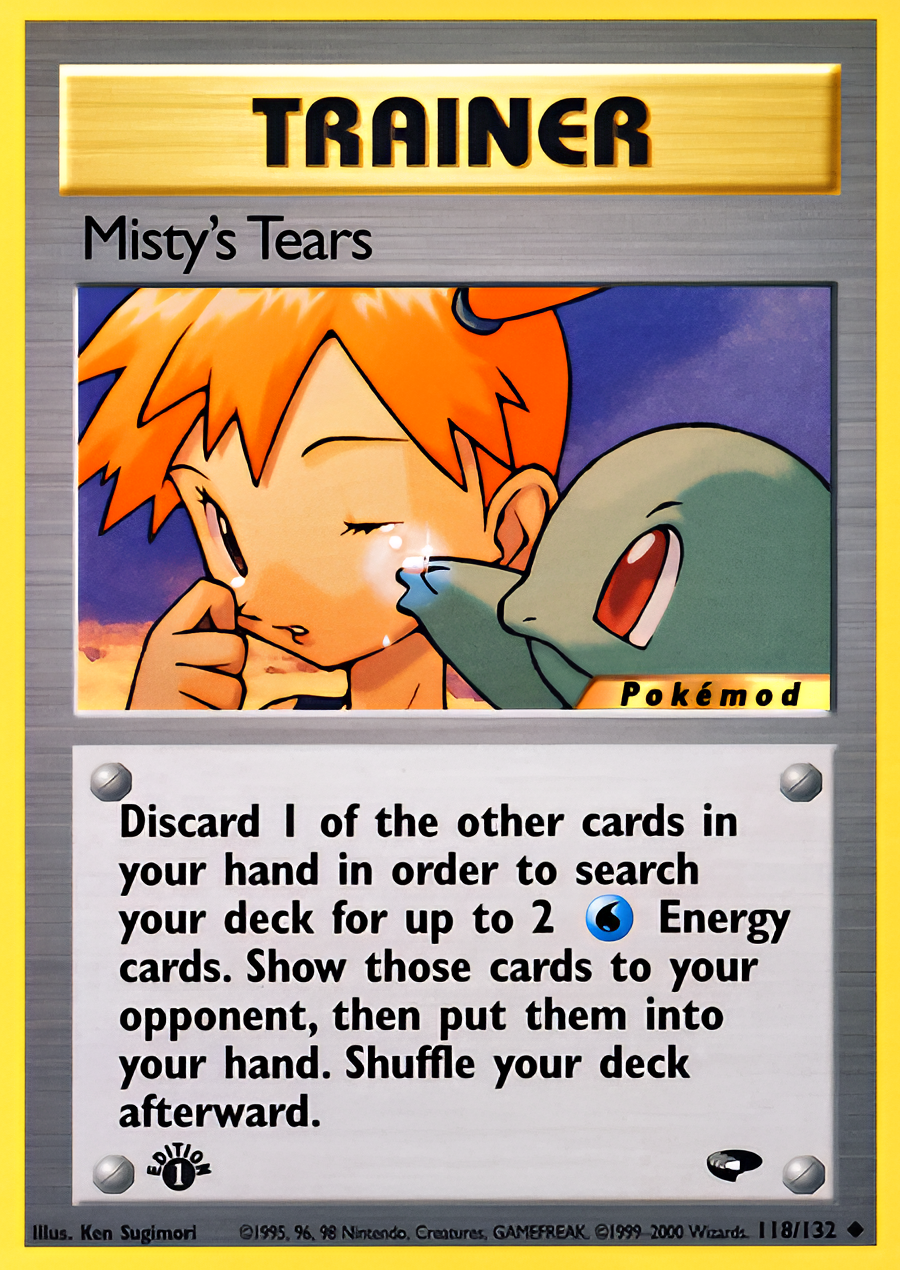 TRAINER
Misty's Tears
Pokémod
Discard 1 of the other cards in
your hand in order to search
your deck for up to 2 Energy
cards. Show those cards to your
opponent, then put them into
your hand. Shuffle your deck
afterward.
EDITION
1
Illus. Ken Sugimori ©1995, 96, 98 Nintendo, Creatures, GAMEFREAK. ©1999-2000 Wizards. 118/132